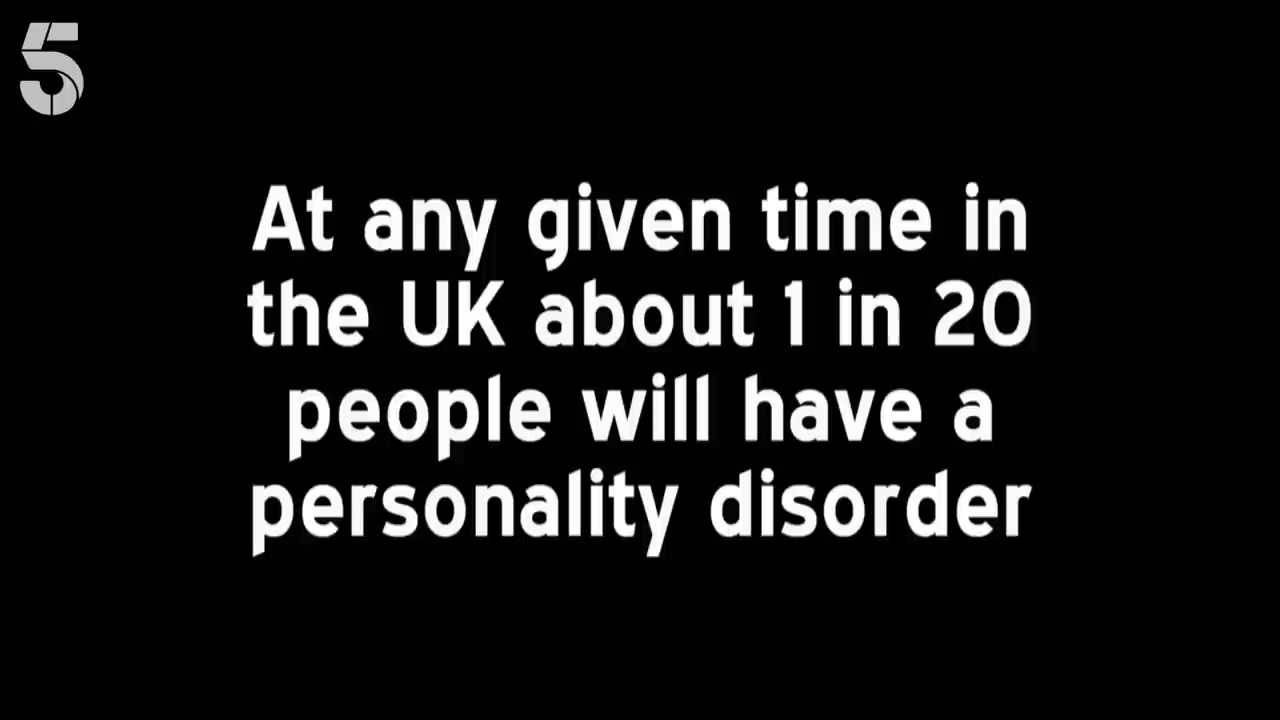 5
At any given time in
the UK about 1 in 20
people will have a
personality disorder